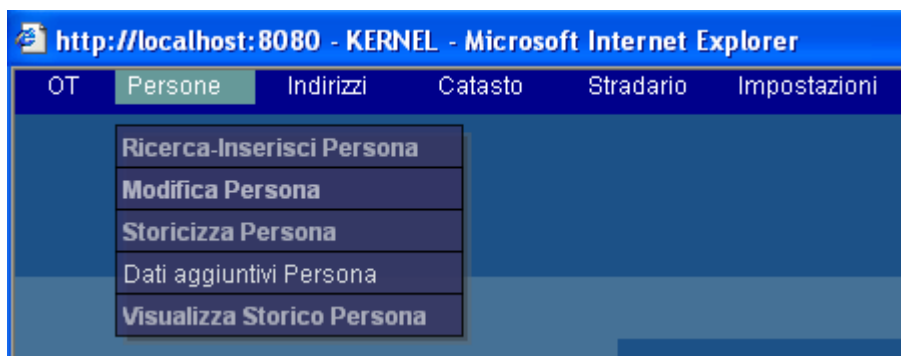 http://localhost:8080 - KERNEL - Microsoft Internet Explorer
OT Persone Indirizzi Catasto Stradario Impostazioni
Ricerca-Inserisci Persona
Modifica Persona
Storicizza Persona
Dati aggiuntivi Persona
Visualizza Storico Persona